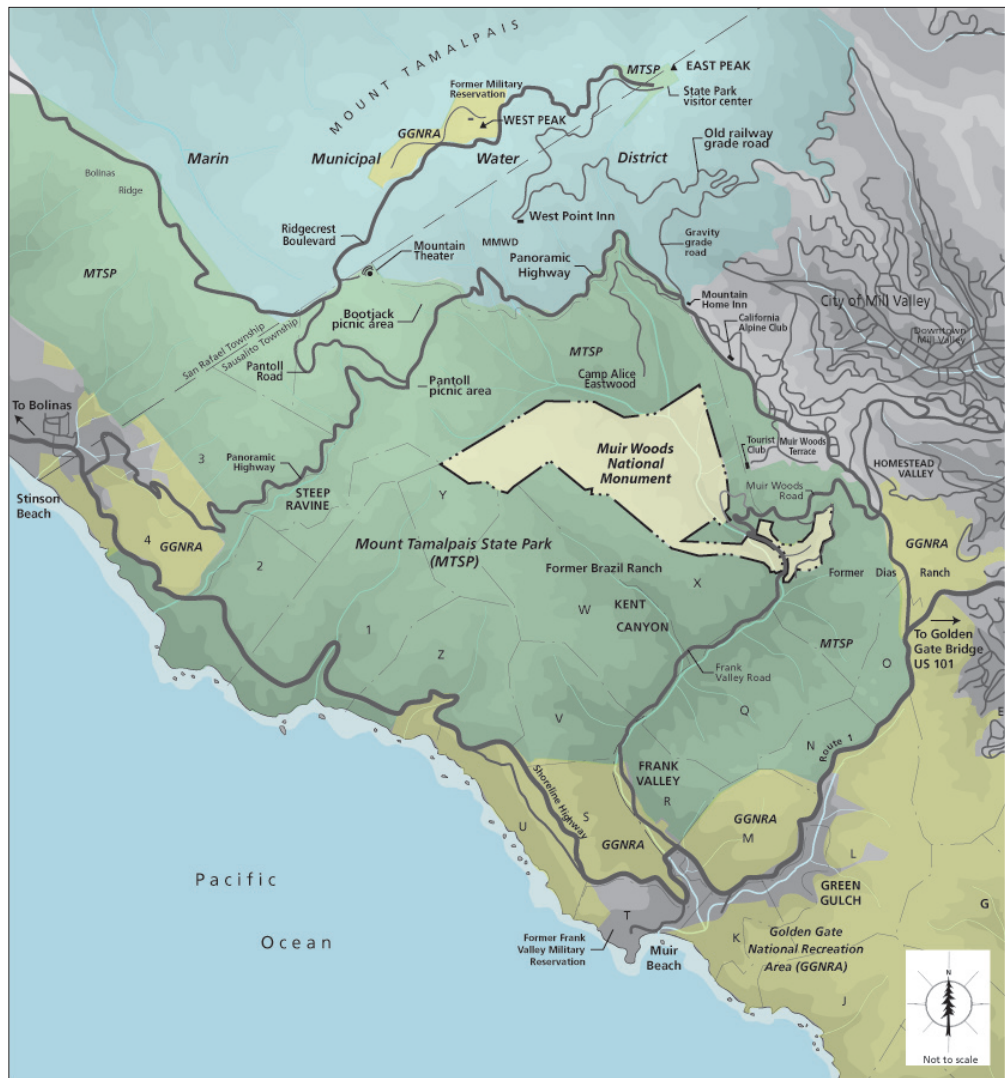 MOUNT TAMALPAIS
MTSP
EAST PEAK
State Park
visitor center
Former Military
Reservation
WEST PEAK
GGNRA
Old railway
grade road
Marin
Municipal
Water
District
Bolinas
Ridge
West Point Inn
Ridgecrest
Boulevard
Mountain
Theater
MMWD
Panoramic
Highway
Gravity
grade
road
MTSP
Mountain
Home Inn
City of Mill Valley
Bootjack
picnic area
California
Alpine Club
Downtown
Mill Valley
San Rafael Township
Sausalito Township
Pantoll
Road
MTSP
Camp Alice
Eastwood
Pantoll
picnic area
To Bolinas
Muir Woods
National
Monument
Tourist
Club
Muir Woods
Terrace
3
Panoramic
Highway
HOMESTEAD
VALLEY
Stinson
Beach
STEEP
RAVINE
Y
Muir Woods
Road
4
GGNRA
Mount Tamalpais State Park
(MTSP)
GGNRA
2
Former Brazil Ranch
X
Former Dias Ranch
W
KENT
CANYON
1
Z
MTSP
To Golden
Gate Bridge
US 101
Frank
Valley Road
O
Q
V
E
N
Route 1
FRANK
VALLEY
R
Shoreline Highway
S
U
GGNRA
GGNRA
M
L
Pacific
Ocean
GREEN
GULCH
G
T
K
Former Frank
Valley Military
Reservation
Muir
Beach
Golden Gate
National Recreation
Area (GGNRA)
J
N
Not to scale